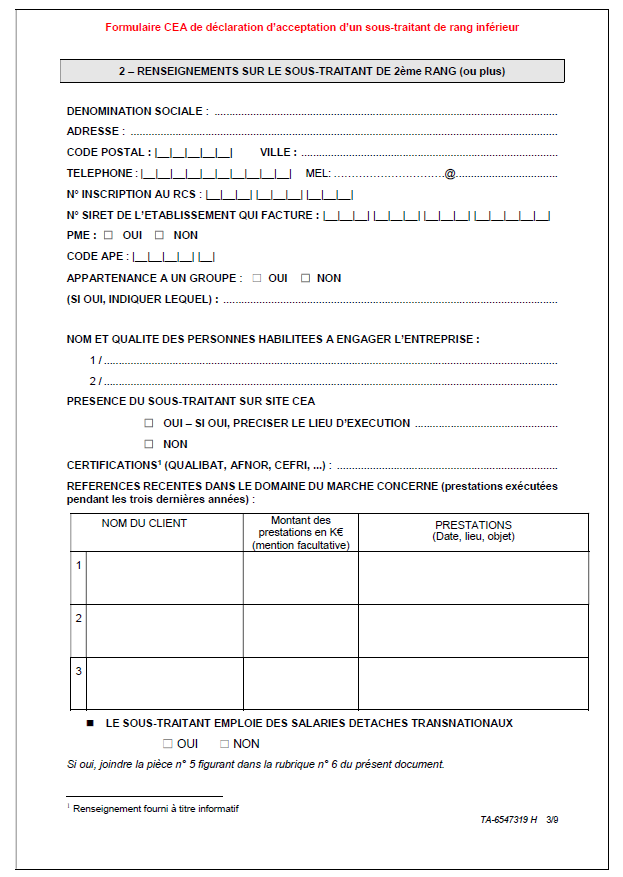 Formulaire CEA de déclaration d'acceptation d'un sous-traitant de rang inférieur
2 – RENSEIGNEMENTS SUR LE SOUS-TRAITANT DE 2ème RANG (ou plus)
DENOMINATION SOCIALE : ........................................................................
ADRESSE : ........................................................................
CODE POSTAL : |__|__|__|__|__| VILLE : ........................................................................
TELEPHONE : |__|__|__|__|__|__|__|__|__|__| MEL: ................................@..................................
N° INSCRIPTION AU RCS : |__|__|__| |__|__|__| |__|__|__|
N° SIRET DE L'ETABLISSEMENT QUI FACTURE : |__|__|__| |__|__|__| |__|__|__| |__|__|__|__|__|
PME : ☐ OUI ☐ NON
CODE APE : |__|__|__|__| |__|
APPARTENANCE A UN GROUPE : ☐ OUI ☐ NON
(SI OUI, INDIQUER LEQUEL) : ........................................................................
NOM ET QUALITE DES PERSONNES HABILITEES A ENGAGER L'ENTREPRISE :
1 / ........................................................................
2 / ........................................................................
PRESENCE DU SOUS-TRAITANT SUR SITE CEA
☐ OUI – SI OUI, PRECISER LE LIEU D'EXECUTION ................................................
☐ NON
CERTIFICATIONS¹ (QUALIBAT, AFNOR, CEFRI, ...) : ........................................................................
REFERENCES RECENTES DANS LE DOMAINE DU MARCHE CONCERNE (prestations exécutées
pendant les trois dernières années) :
NOM DU CLIENT
Montant des
prestations en K€
(mention facultative)
PRESTATIONS
(Date, lieu, objet)
1
2
3
■ LE SOUS-TRAITANT EMPLOIE DES SALARIES DETACHES TRANSNATIONAUX
☐ OUI ☐ NON
Si oui, joindre la pièce n° 5 figurant dans la rubrique n° 6 du présent document.
¹ Renseignement fourni à titre informatif
TA-6547319 H 3/9